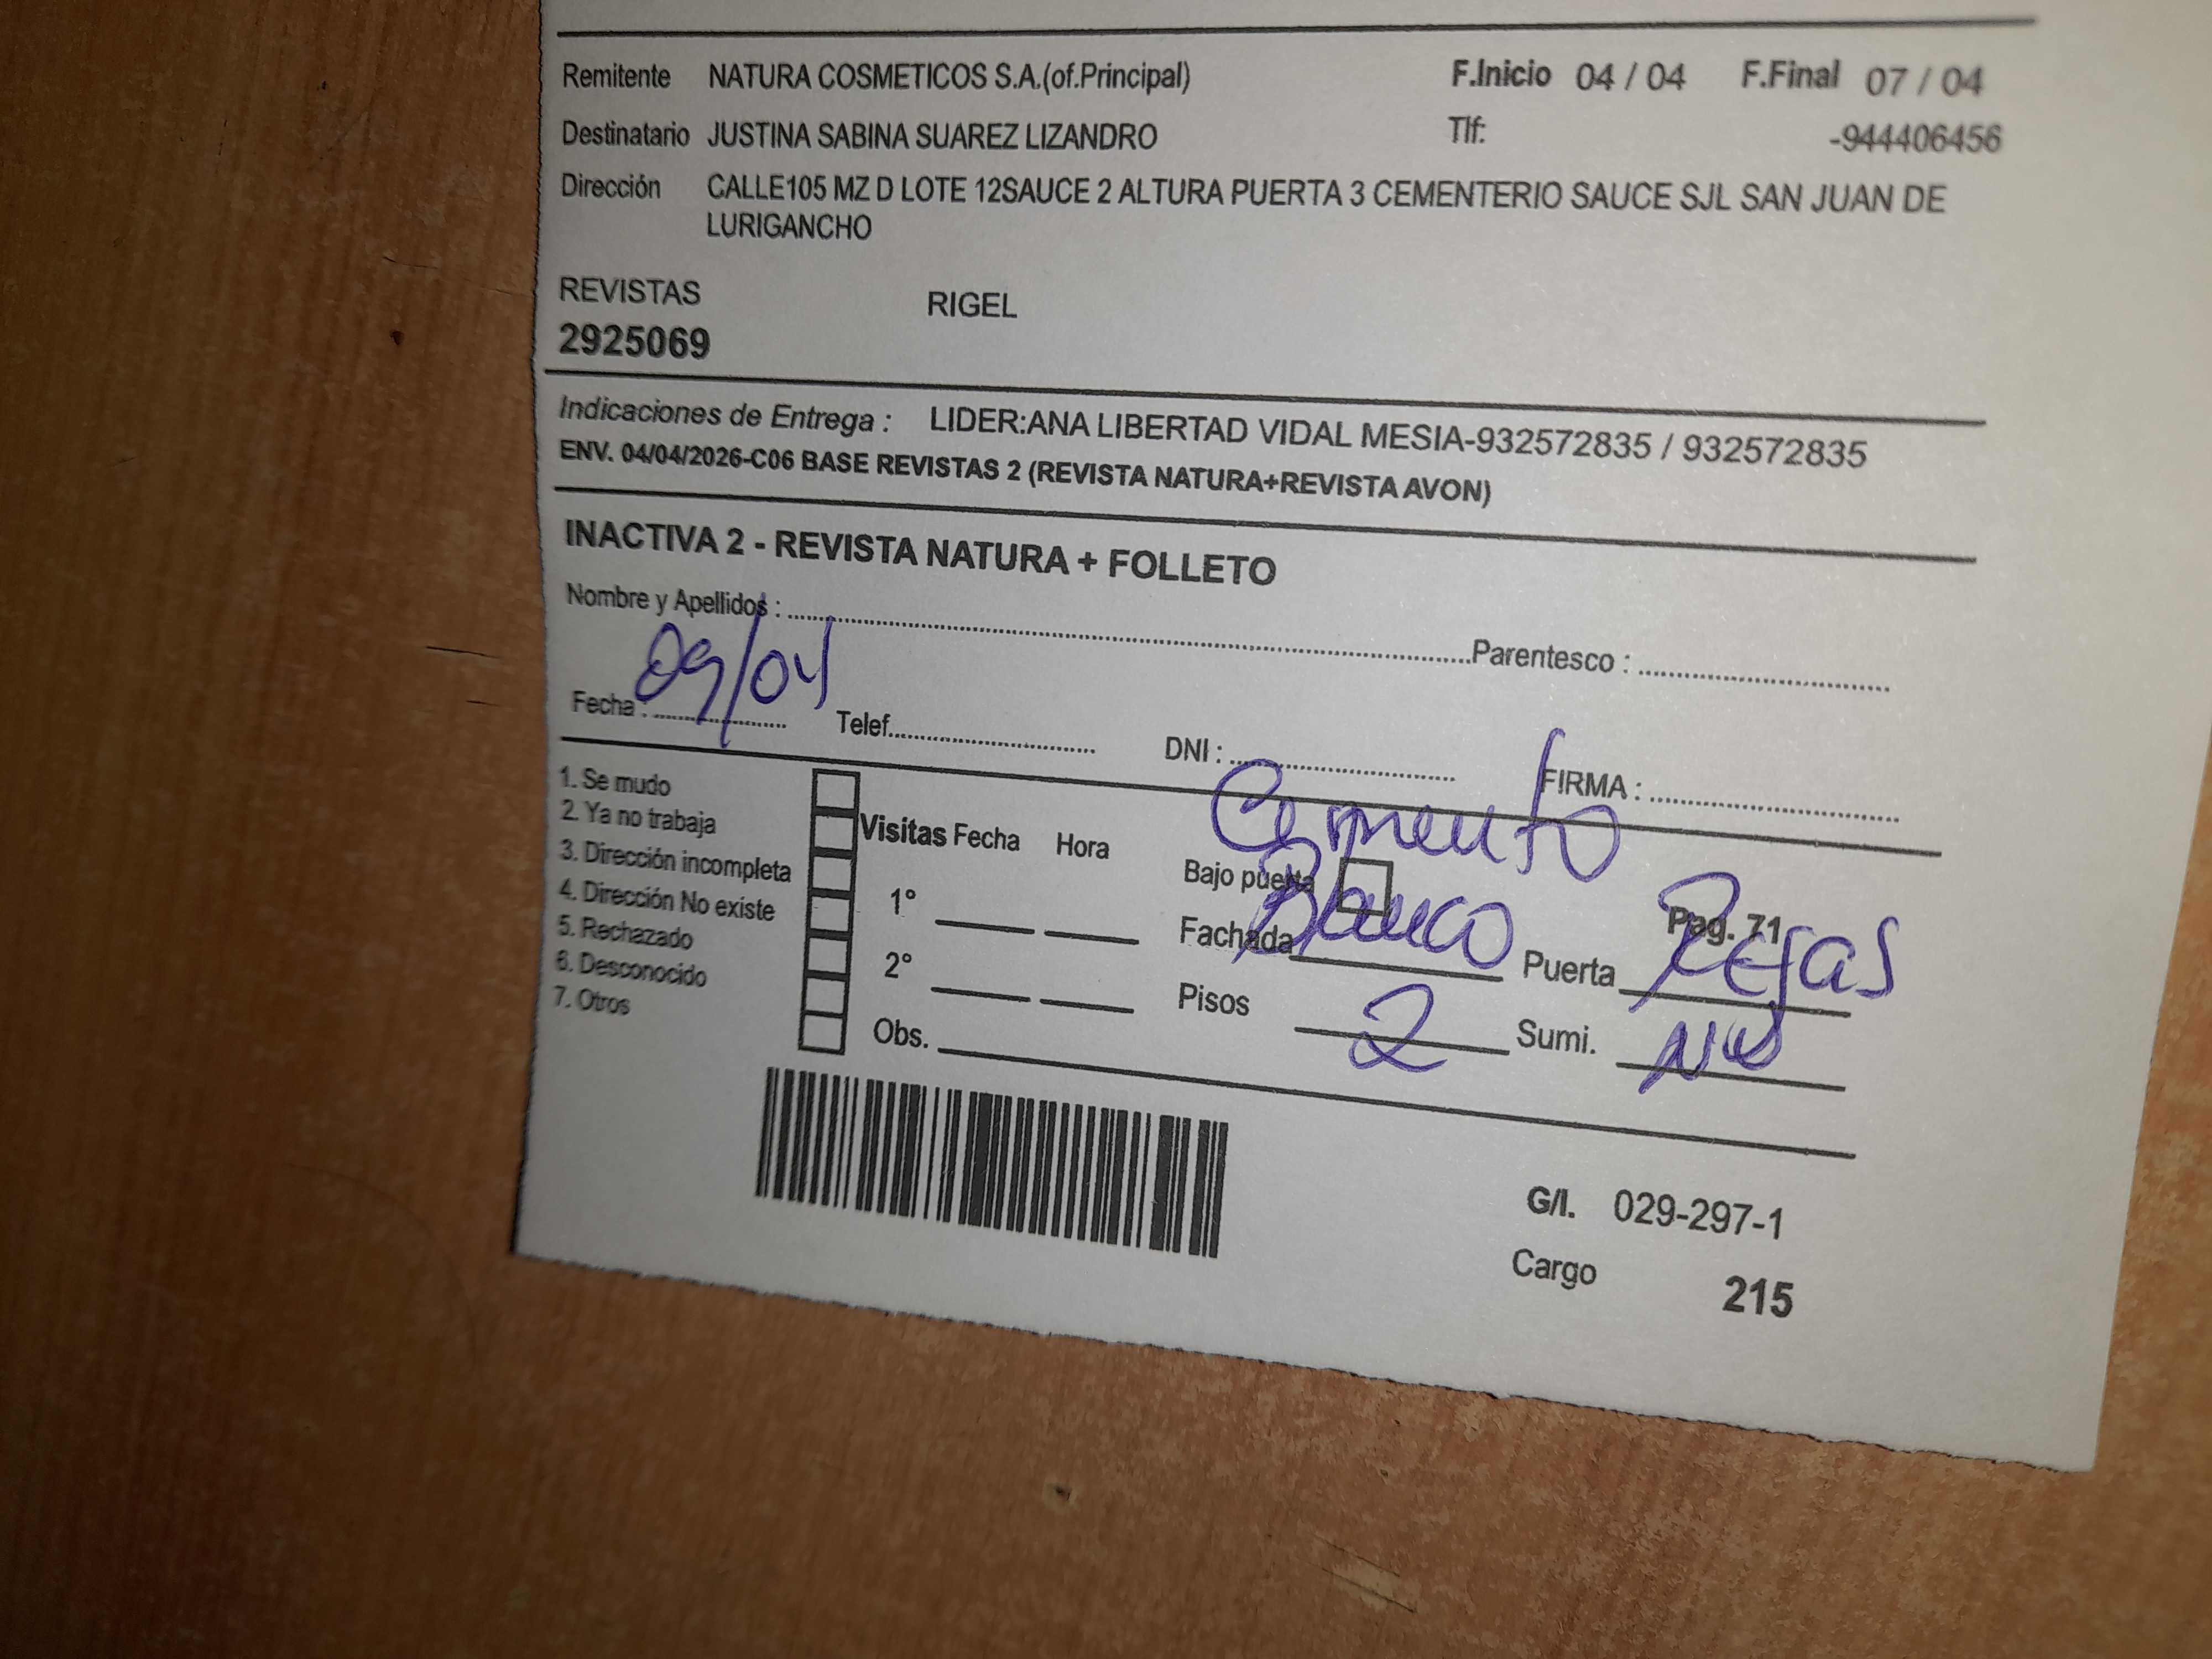 Remitente NATURA COSMETICOS S.A.(of.Principal) F.Inicio 04 / 04 F.Final 07 / 04
Destinatario JUSTINA SABINA SUAREZ LIZANDRO Tlf: -944406456
Dirección CALLE105 MZ D LOTE 12SAUCE 2 ALTURA PUERTA 3 CEMENTERIO SAUCE SJL SAN JUAN DE
LURIGANCHO
REVISTAS RIGEL
2925069
Indicaciones de Entrega : LIDER:ANA LIBERTAD VIDAL MESIA-932572835 / 932572835
ENV. 04/04/2026-C06 BASE REVISTAS 2 (REVISTA NATURA+REVISTA AVON)
INACTIVA 2 - REVISTA NATURA + FOLLETO
Nombre y Apellidos : Parentesco :
Fecha : 09/04 Telef. DNI : FIRMA :
1. Se mudo
2. Ya no trabaja
3. Dirección incompleta
4. Dirección No existe
5. Rechazado
6. Desconocido
7. Otros
Visitas Fecha Hora
1°
2°
Obs.
Cemento
Bajo puerta Pag. 71
Fachada Blanco Puerta Rejas
Pisos 2 Sumi. NO
G/I. 029-297-1
Cargo 215